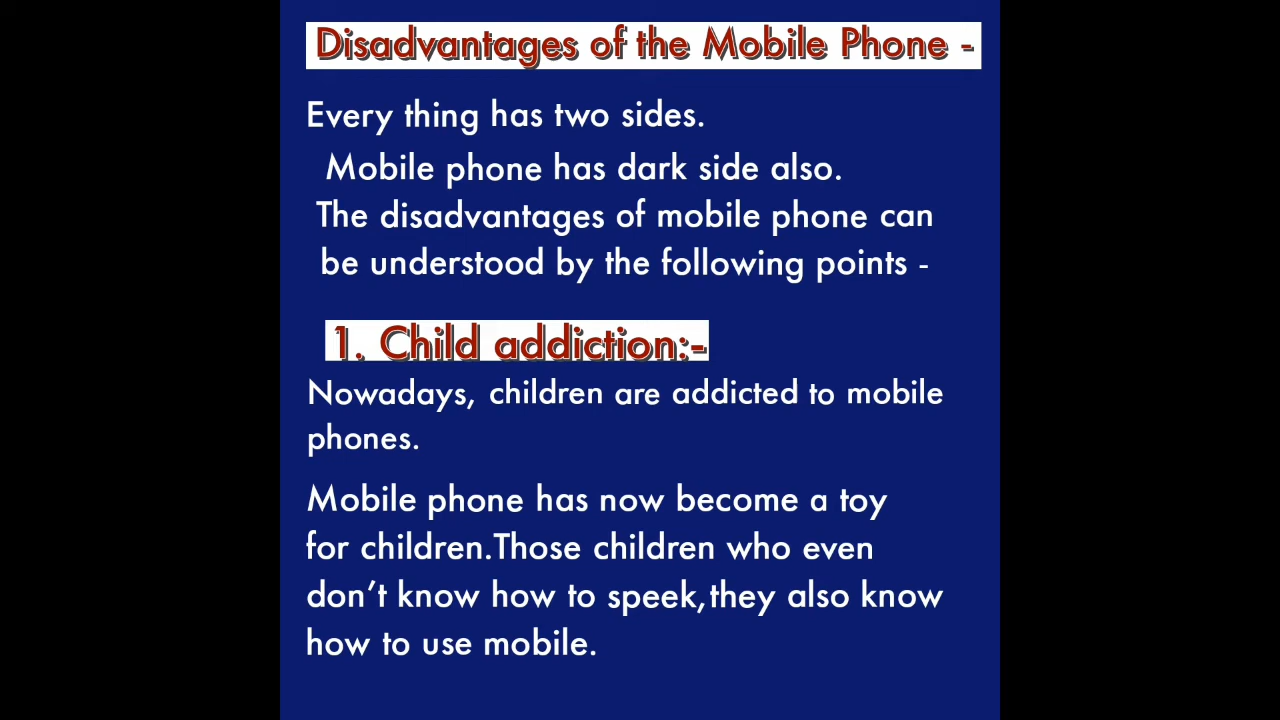 Disadvantages of the Mobile Phone -
Every thing has two sides.
Mobile phone has dark side also.
The disadvantages of mobile phone can
be understood by the following points -
1. Child addiction:-
Nowadays, children are addicted to mobile
phones.
Mobile phone has now become a toy
for children.Those children who even
don’t know how to speek,they also know
how to use mobile.